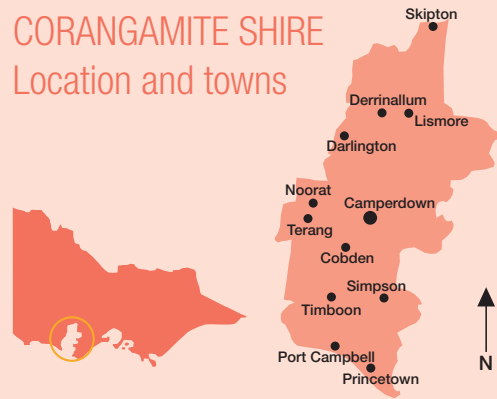 CORANGAMITE SHIRE
Location and towns
Skipton
Derrinallum
Lismore
Darlington
Noorat
Camperdown
Terang
Cobden
Simpson
Timboon
Port Campbell
Princetown
N